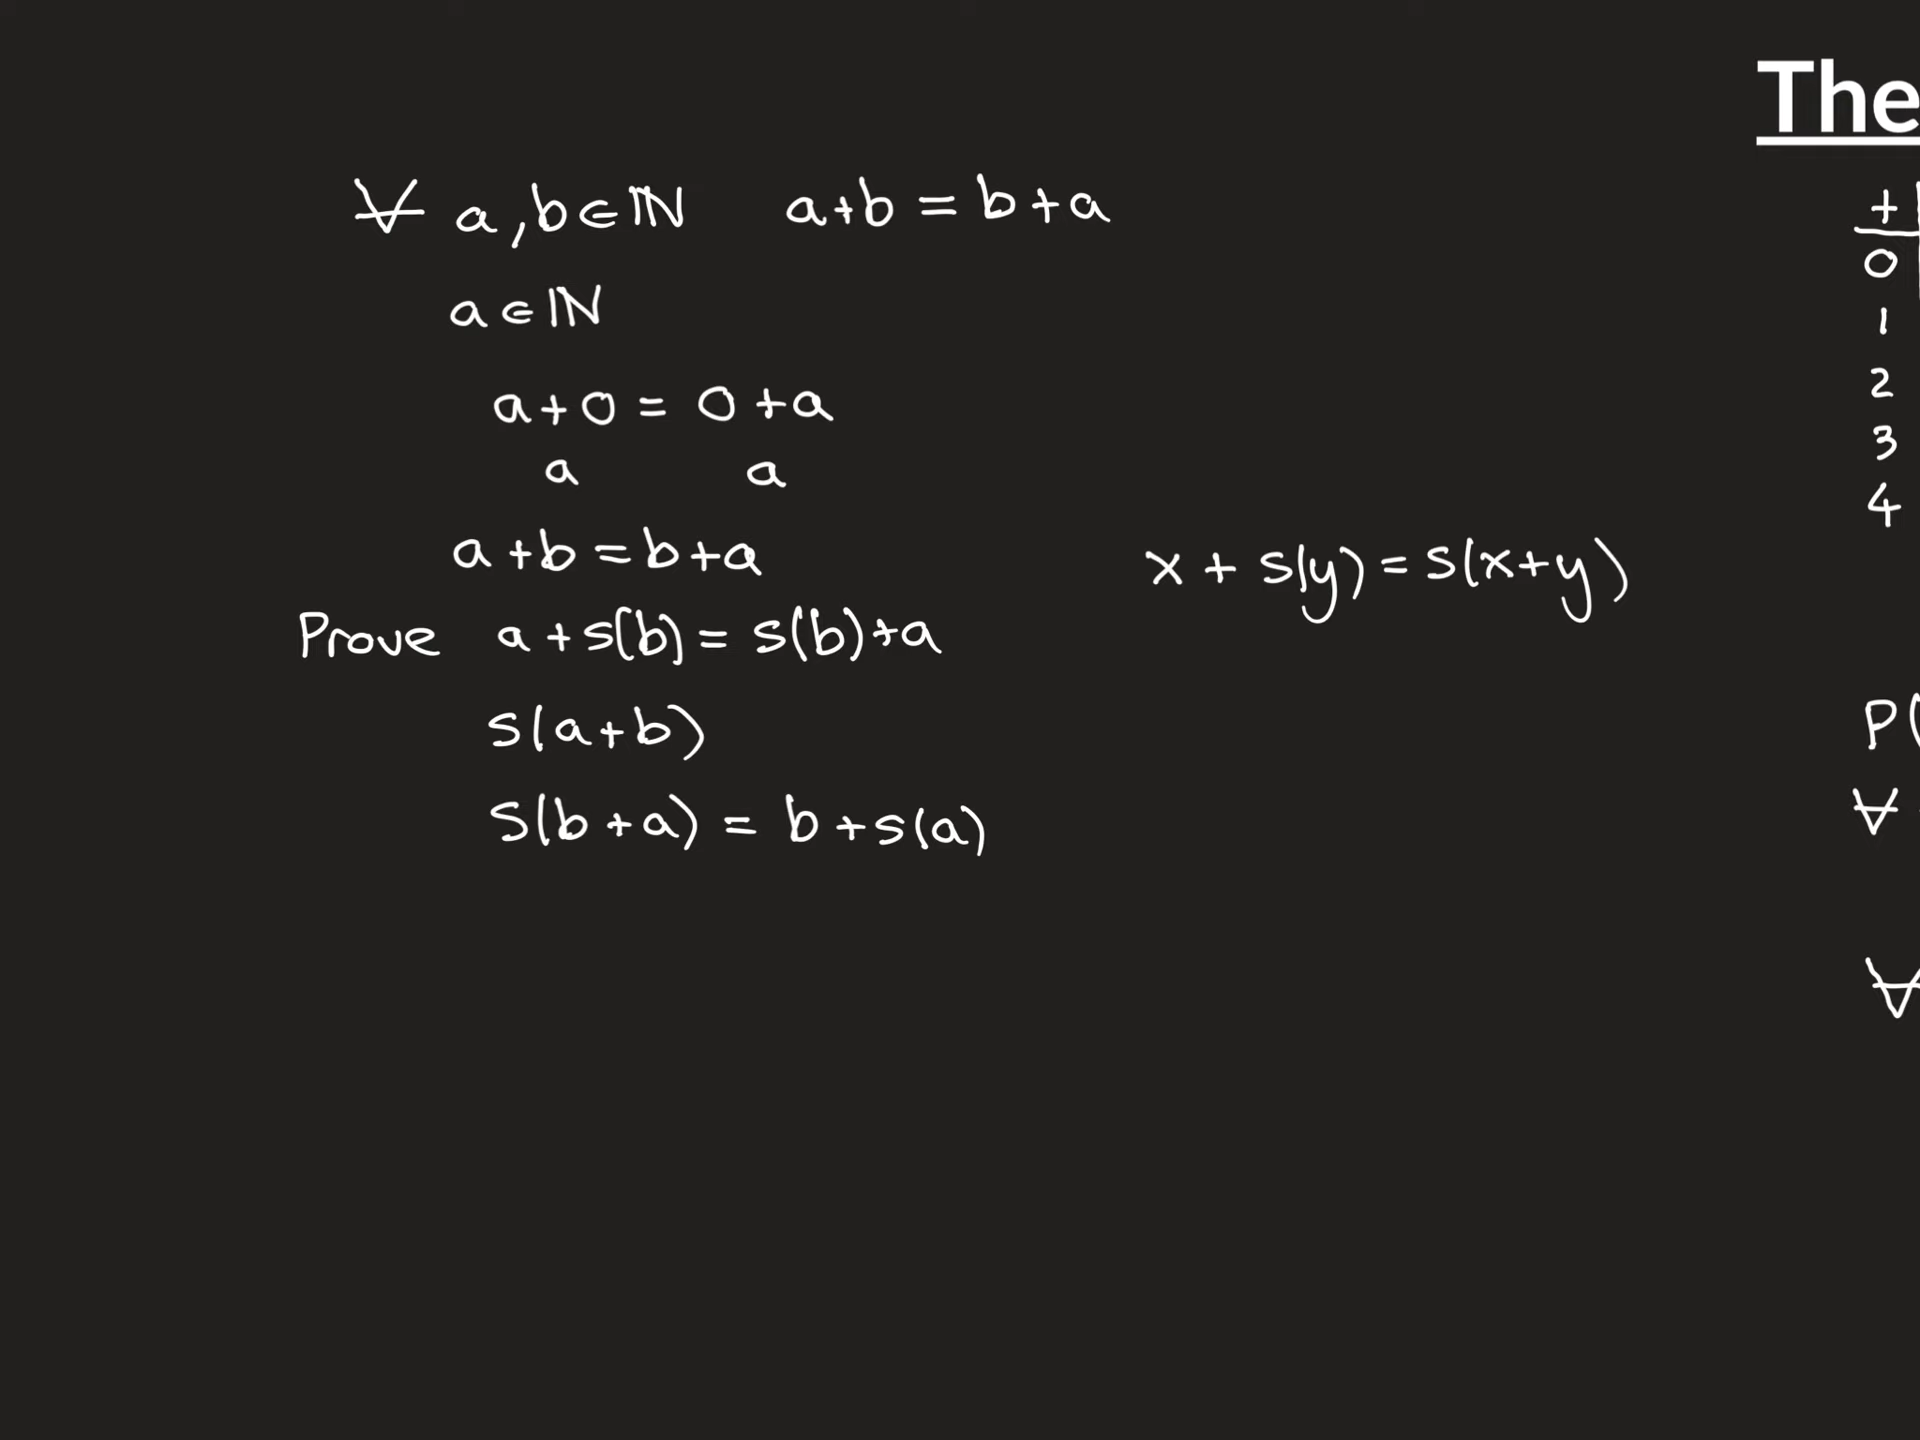 ∀ a, b ∈ ℕ a+b = b+a
a ∈ ℕ
a+0 = 0+a
a a
a+b = b+a
Prove a+s(b) = s(b)+a
s(a+b)
s(b+a) = b+s(a)
x + s(y) = s(x+y)
The
+
0
1
2
3
4
P(
∀
∀